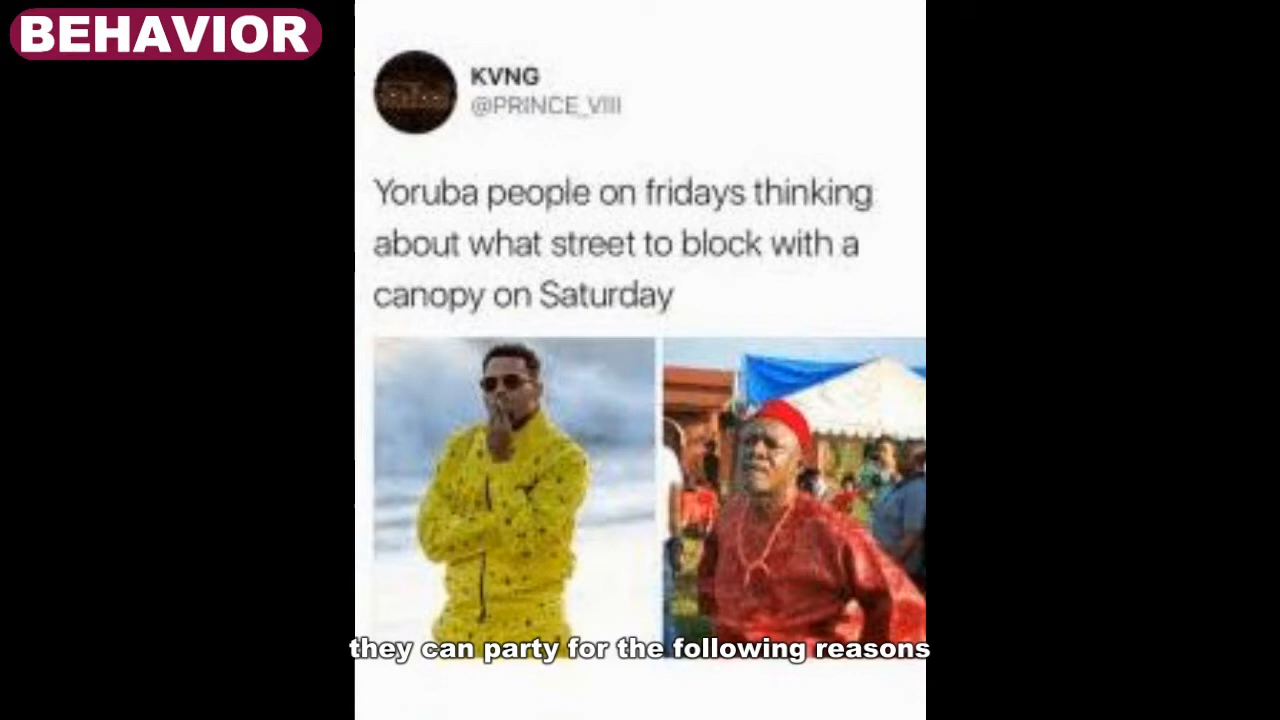 BEHAVIOR
KVNG
@PRINCE_VIII
Yoruba people on fridays thinking
about what street to block with a
canopy on Saturday
they can party for the following reasons